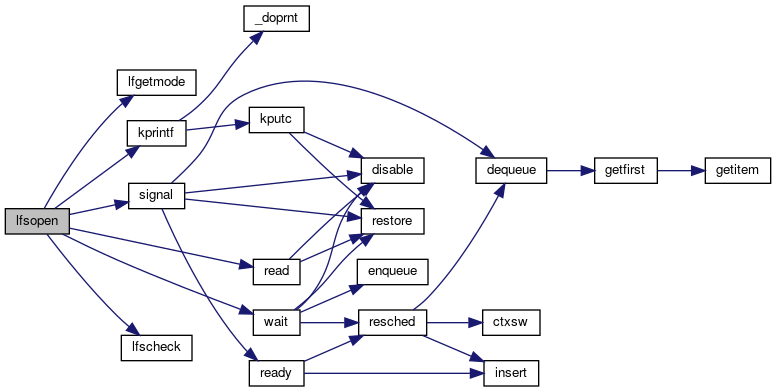 _doprnt
lfgetmode
kprintf
kputc
disable
dequeue
getfirst
getitem
signal
lfsopen
restore
read
enqueue
wait
resched
ctxsw
lfscheck
ready
insert